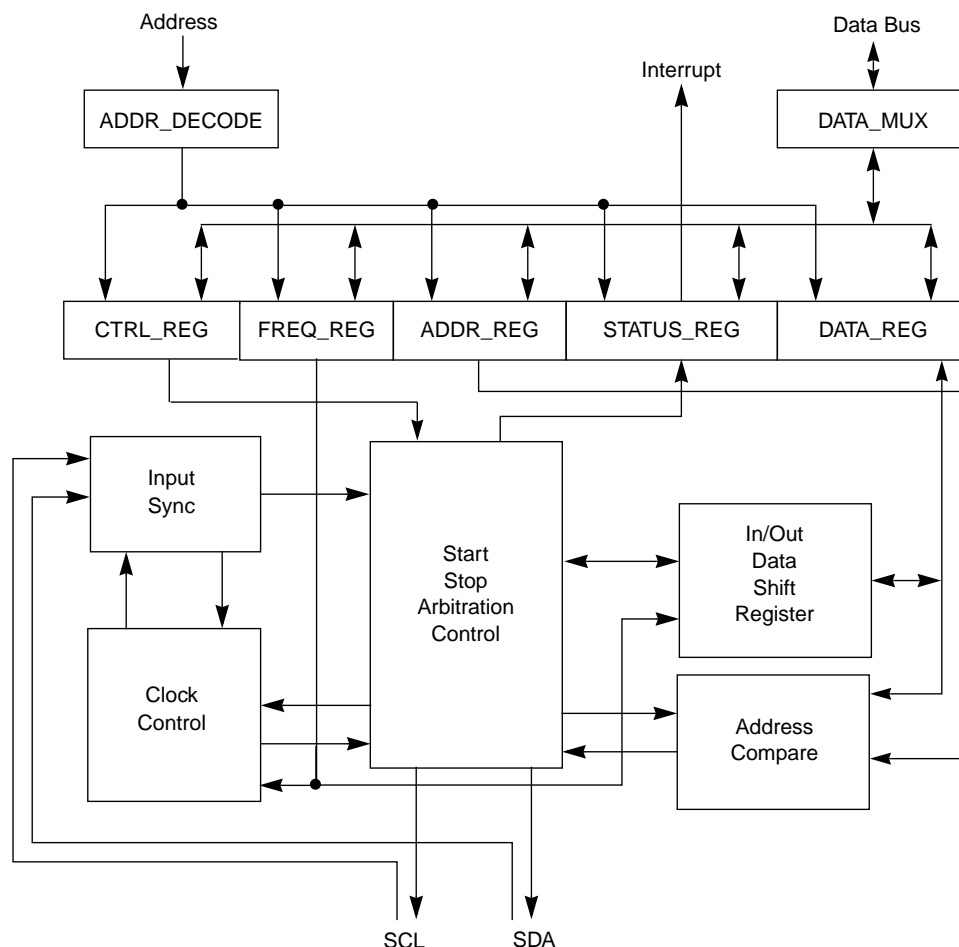 Address
Data Bus
Interrupt
ADDR_DECODE
DATA_MUX
CTRL_REG
FREQ_REG
ADDR_REG
STATUS_REG
DATA_REG
Input
Sync
Start
Stop
Arbitration
Control
In/Out
Data
Shift
Register
Clock
Control
Address
Compare
SCL
SDA